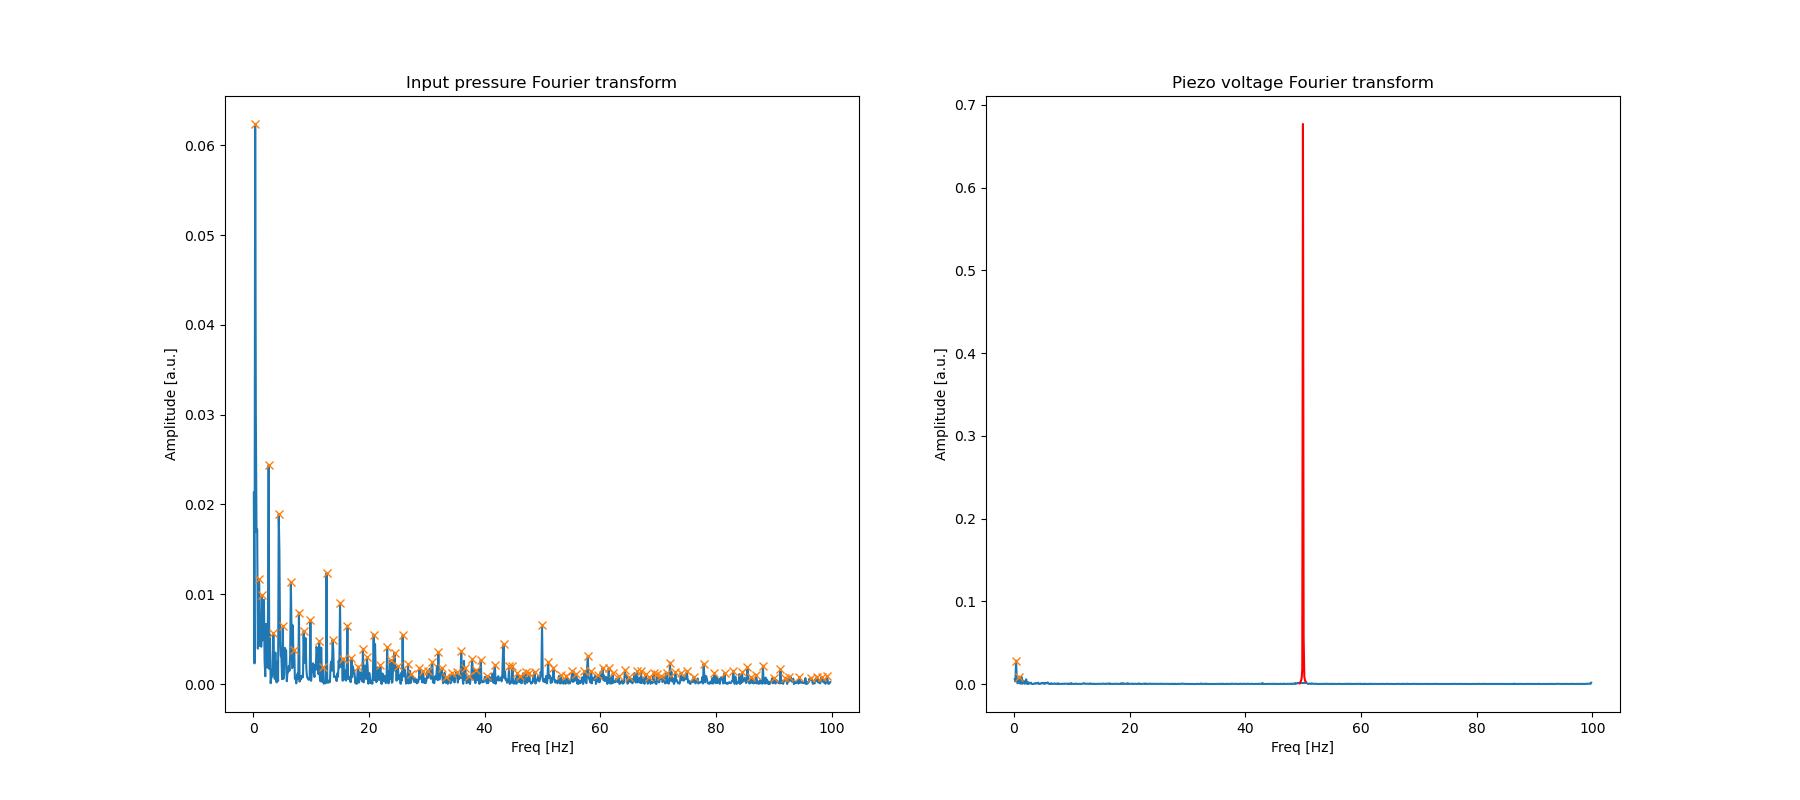 Input pressure Fourier transform
0.06
0.05
0.04
0.03
0.02
0.01
0.00
Amplitude [a.u.]
0 20 40 60 80 100
Freq [Hz]
Piezo voltage Fourier transform
0.7
0.6
0.5
0.4
0.3
0.2
0.1
0.0
Amplitude [a.u.]
0 20 40 60 80 100
Freq [Hz]